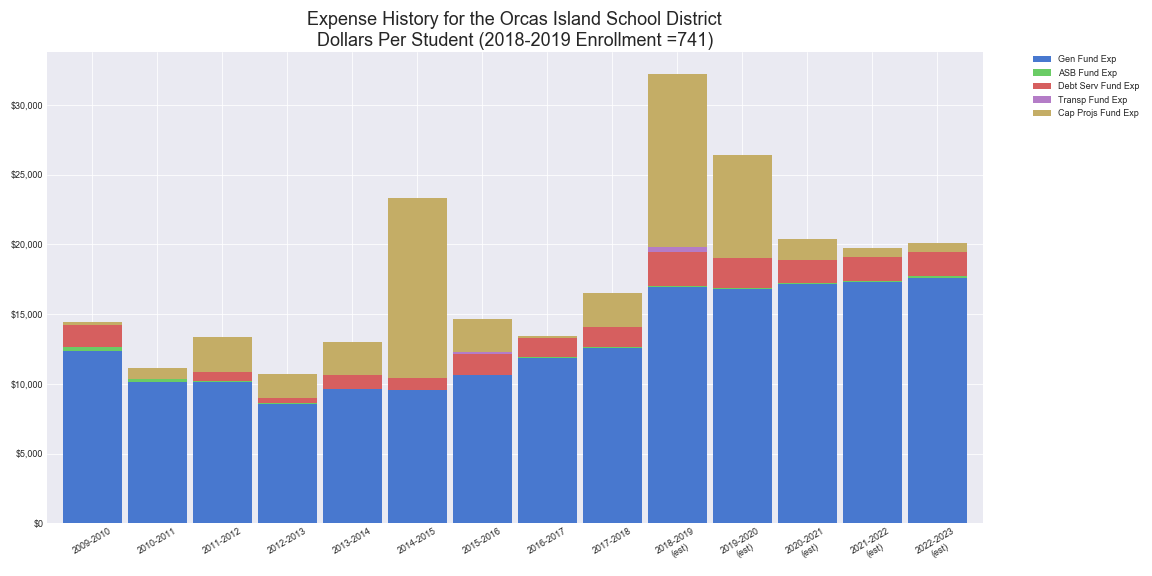 Expense History for the Orcas Island School District
Dollars Per Student (2018-2019 Enrollment =741)
Gen Fund Exp
ASB Fund Exp
Debt Serv Fund Exp
Transp Fund Exp
Cap Projs Fund Exp
$30,000
$25,000
$20,000
$15,000
$10,000
$5,000
$0
2009-2010
2010-2011
2011-2012
2012-2013
2013-2014
2014-2015
2015-2016
2016-2017
2017-2018
2018-2019
(est)
2019-2020
(est)
2020-2021
(est)
2021-2022
(est)
2022-2023
(est)